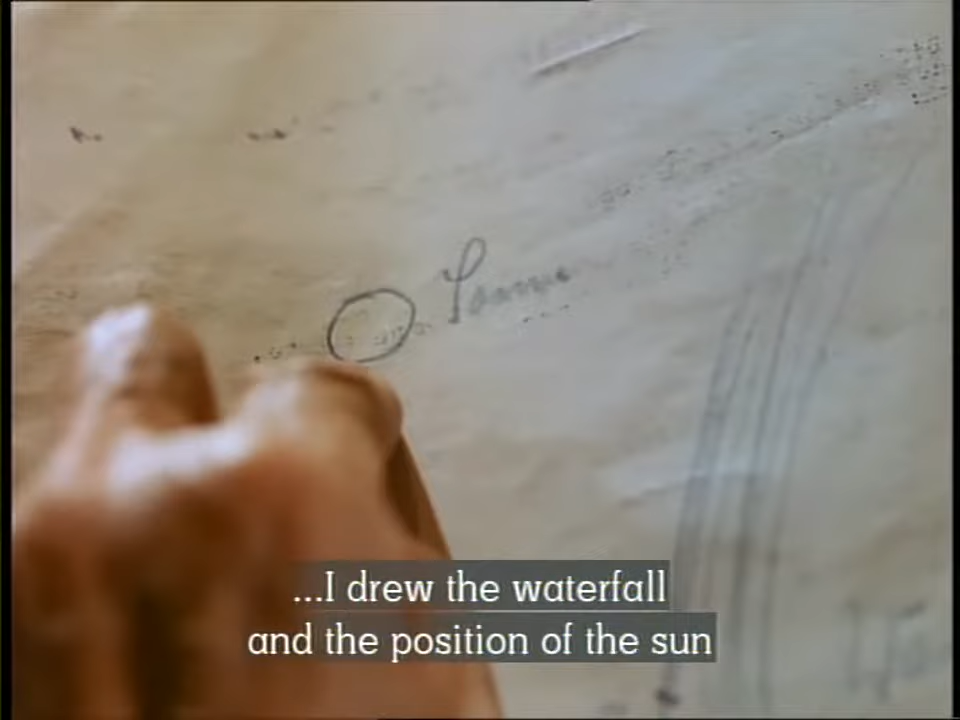 ...I drew the waterfall
and the position of the sun